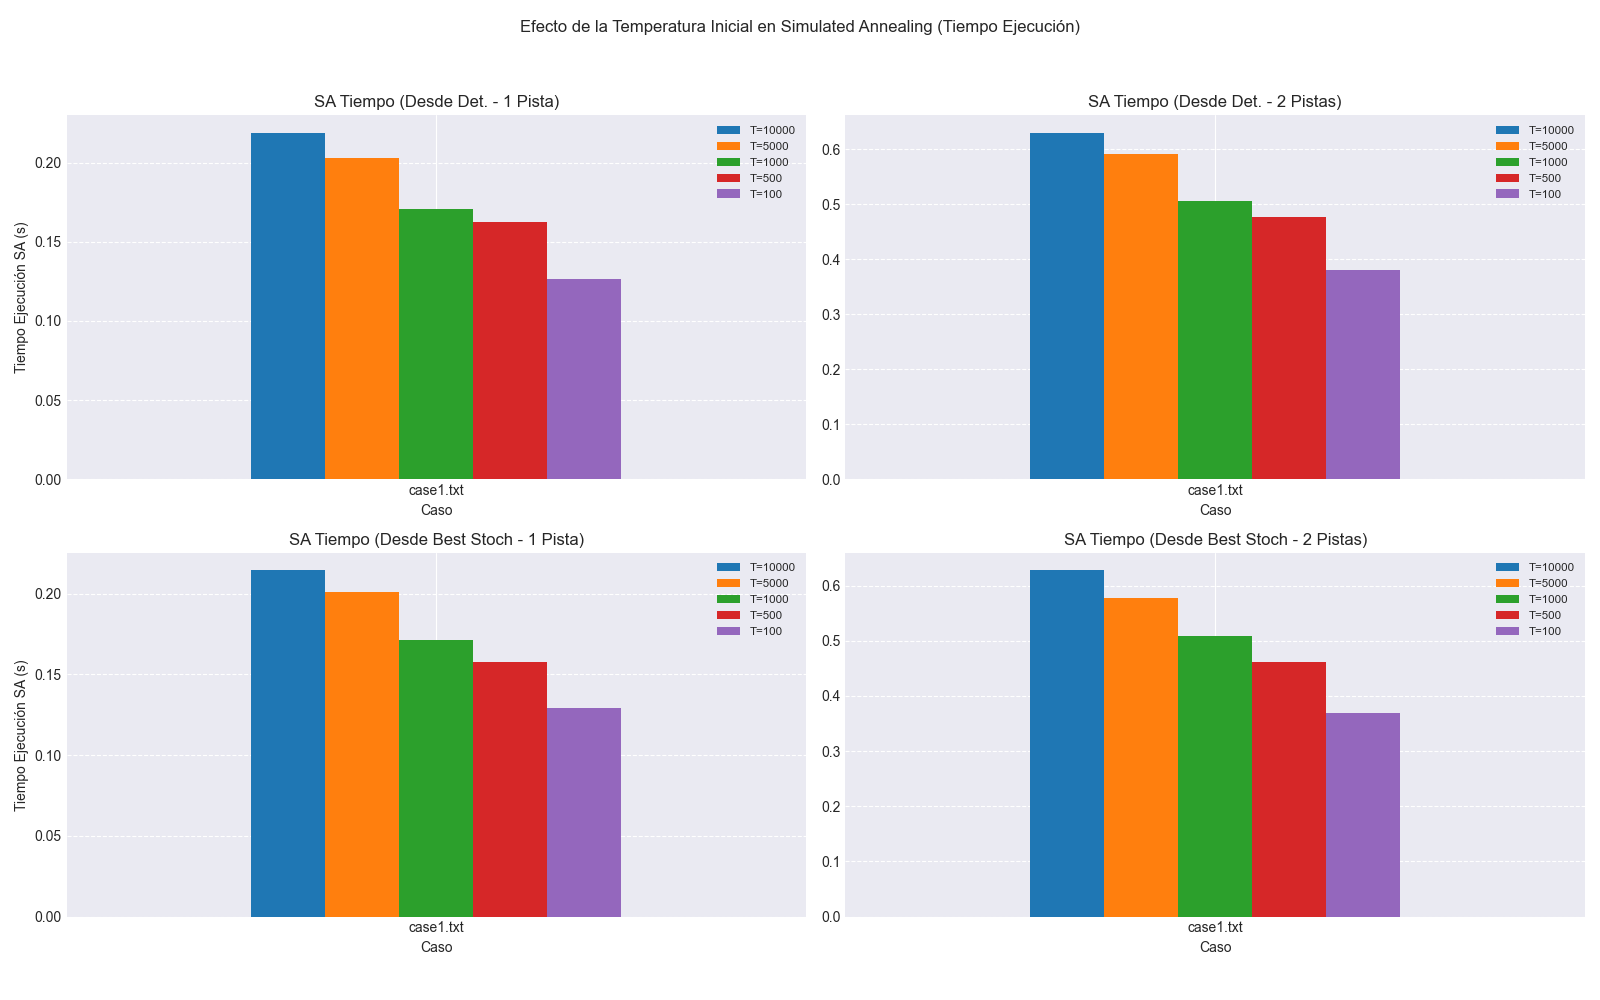 Efecto de la Temperatura Inicial en Simulated Annealing (Tiempo Ejecución)
SA Tiempo (Desde Det. - 1 Pista)
T=10000
T=5000
T=1000
T=500
T=100
0.20
0.15
0.10
0.05
0.00
Tiempo Ejecución SA (s)
case1.txt
Caso
SA Tiempo (Desde Det. - 2 Pistas)
T=10000
T=5000
T=1000
T=500
T=100
0.6
0.5
0.4
0.3
0.2
0.1
0.0
case1.txt
Caso
SA Tiempo (Desde Best Stoch - 1 Pista)
T=10000
T=5000
T=1000
T=500
T=100
0.20
0.15
0.10
0.05
0.00
Tiempo Ejecución SA (s)
case1.txt
Caso
SA Tiempo (Desde Best Stoch - 2 Pistas)
T=10000
T=5000
T=1000
T=500
T=100
0.6
0.5
0.4
0.3
0.2
0.1
0.0
case1.txt
Caso